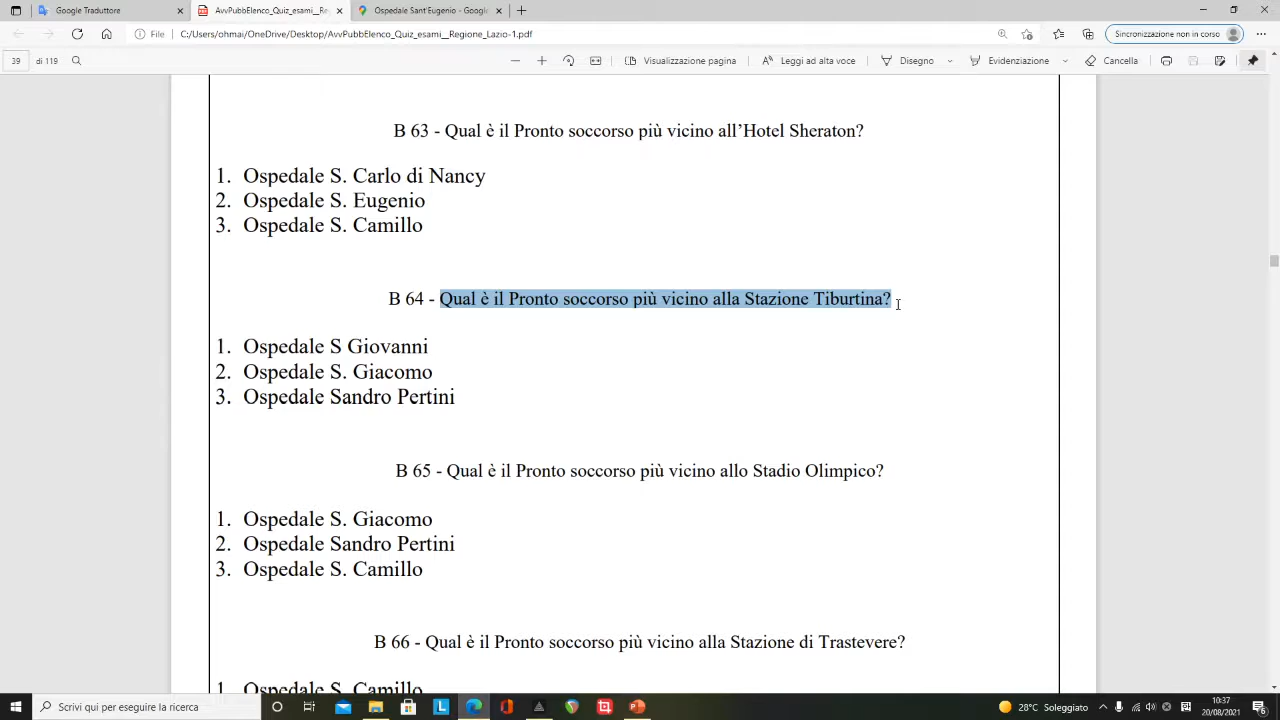 Google Traduttore
AvvPubbElenco_Quiz_esami__Regione_
Ospedale Sant'Eugenio - Google
File
C:/Users/ohmai/OneDrive/Desktop/AvvPubbElenco_Quiz_esami__Regione_Lazio-1.pdf
Sincronizzazione non in corso
39 di 119
Visualizzazione pagina
Leggi ad alta voce
Disegno
Evidenziazione
Cancella
B 63 - Qual è il Pronto soccorso più vicino all’Hotel Sheraton?
1. Ospedale S. Carlo di Nancy
2. Ospedale S. Eugenio
3. Ospedale S. Camillo
B 64 - Qual è il Pronto soccorso più vicino alla Stazione Tiburtina?
1. Ospedale S Giovanni
2. Ospedale S. Giacomo
3. Ospedale Sandro Pertini
B 65 - Qual è il Pronto soccorso più vicino allo Stadio Olimpico?
1. Ospedale S. Giacomo
2. Ospedale Sandro Pertini
3. Ospedale S. Camillo
B 66 - Qual è il Pronto soccorso più vicino alla Stazione di Trastevere?
1. Ospedale S. Camillo
Scrivi qui per eseguire la ricerca
28°C Soleggiato
10:37
20/08/2021